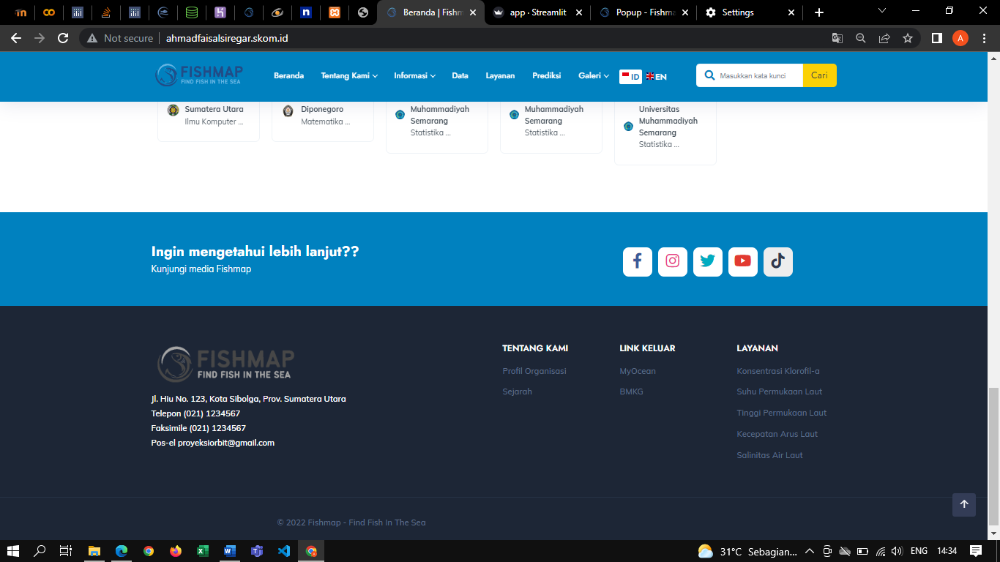 Beranda | Fishm
app · Streamlit
Popup - Fishma
Settings
Not secure
ahmadfaisalsiregar.skom.id
A
FISHMAP
FIND FISH IN THE SEA
Beranda
Tentang Kami
Informasi
Data
Layanan
Prediksi
Galeri
ID
EN
Masukkan kata kunci
Cari
Sumatera Utara
Ilmu Komputer ...
Diponegoro
Matematika ...
Muhammadiyah
Semarang
Statistika ...
Muhammadiyah
Semarang
Statistika ...
Universitas
Muhammadiyah
Semarang
Statistika ...
Ingin mengetahui lebih lanjut??
Kunjungi media Fishmap
FISHMAP
FIND FISH IN THE SEA
Jl. Hiu No. 123, Kota Sibolga, Prov. Sumatera Utara
Telepon (021) 1234567
Faksimile (021) 1234567
Pos-el proyeksiorbit@gmail.com
TENTANG KAMI
Profil Organisasi
Sejarah
LINK KELUAR
MyOcean
BMKG
LAYANAN
Konsentrasi Klorofil-a
Suhu Permukaan Laut
Tinggi Permukaan Laut
Kecepatan Arus Laut
Salinitas Air Laut
© 2022 Fishmap - Find Fish In The Sea
31°C Sebagian...
ENG
14:34